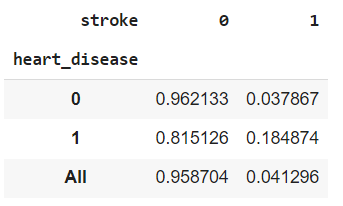 stroke 0 1
heart_disease
0 0.962133 0.037867
1 0.815126 0.184874
All 0.958704 0.041296